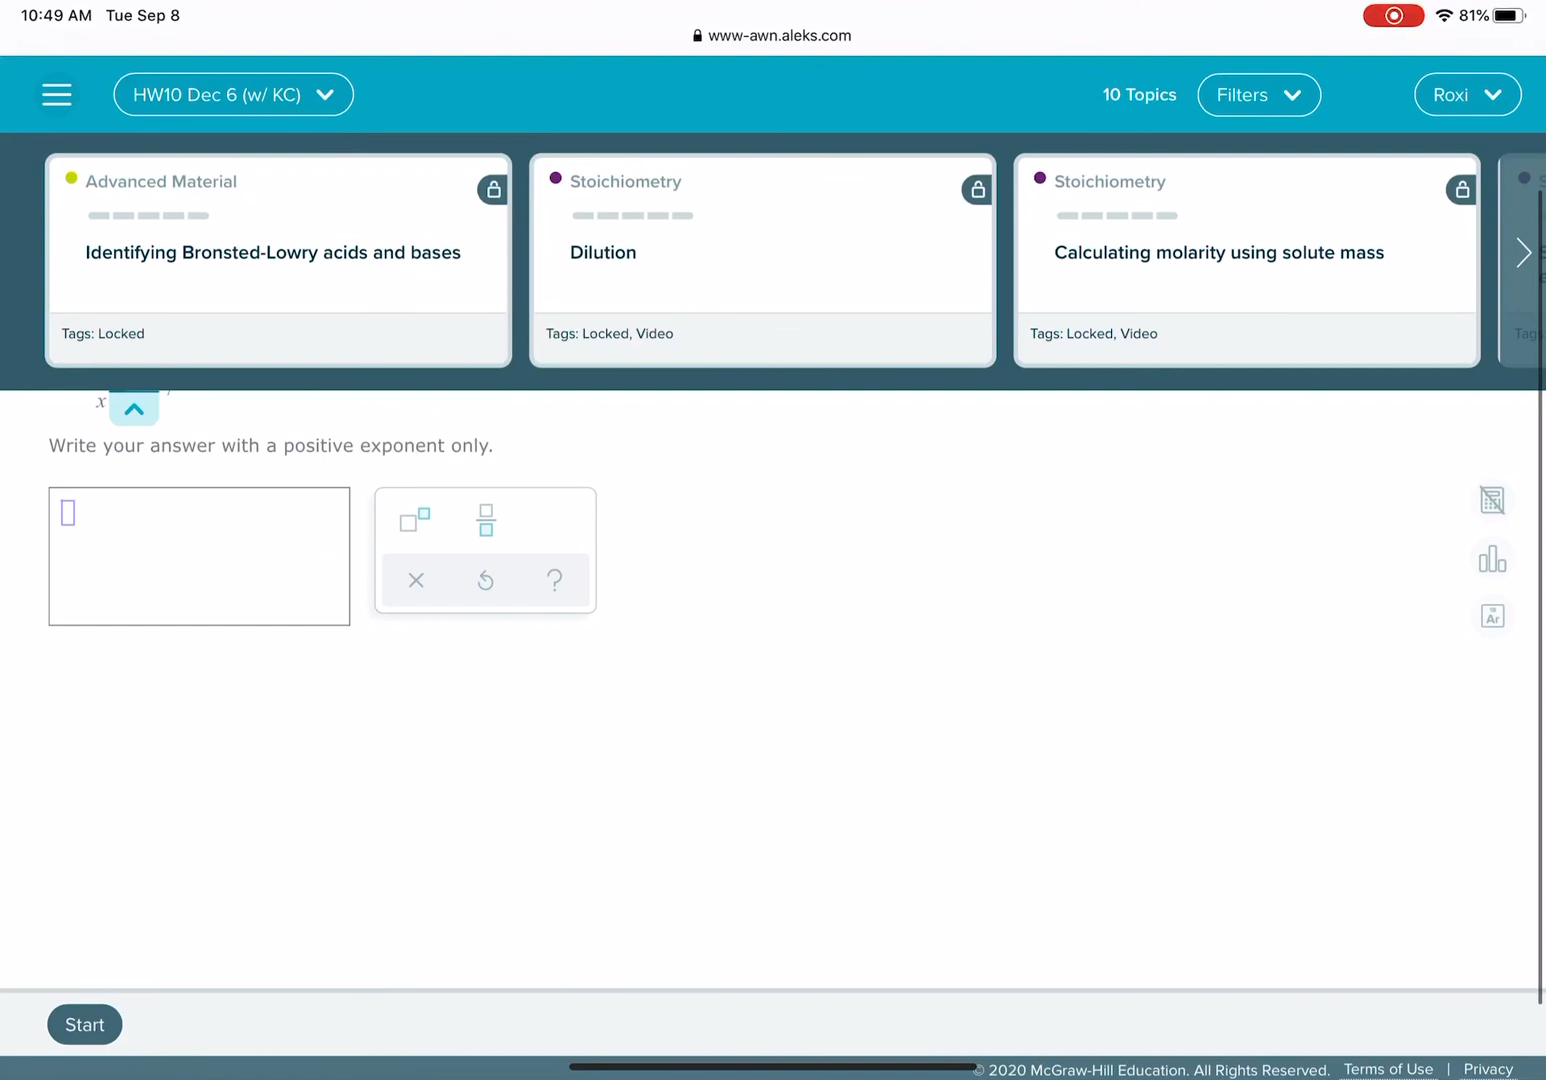 10:49 AM Tue Sep 8
81%
www-awn.aleks.com
HW10 Dec 6 (w/ KC)
10 Topics
Filters
Roxi
Advanced Material
Identifying Bronsted-Lowry acids and bases
Tags: Locked
Stoichiometry
Dilution
Tags: Locked, Video
Stoichiometry
Calculating molarity using solute mass
Tags: Locked, Video
x
Write your answer with a positive exponent only.
?
18
Ar
Start
© 2020 McGraw-Hill Education. All Rights Reserved. Terms of Use | Privacy